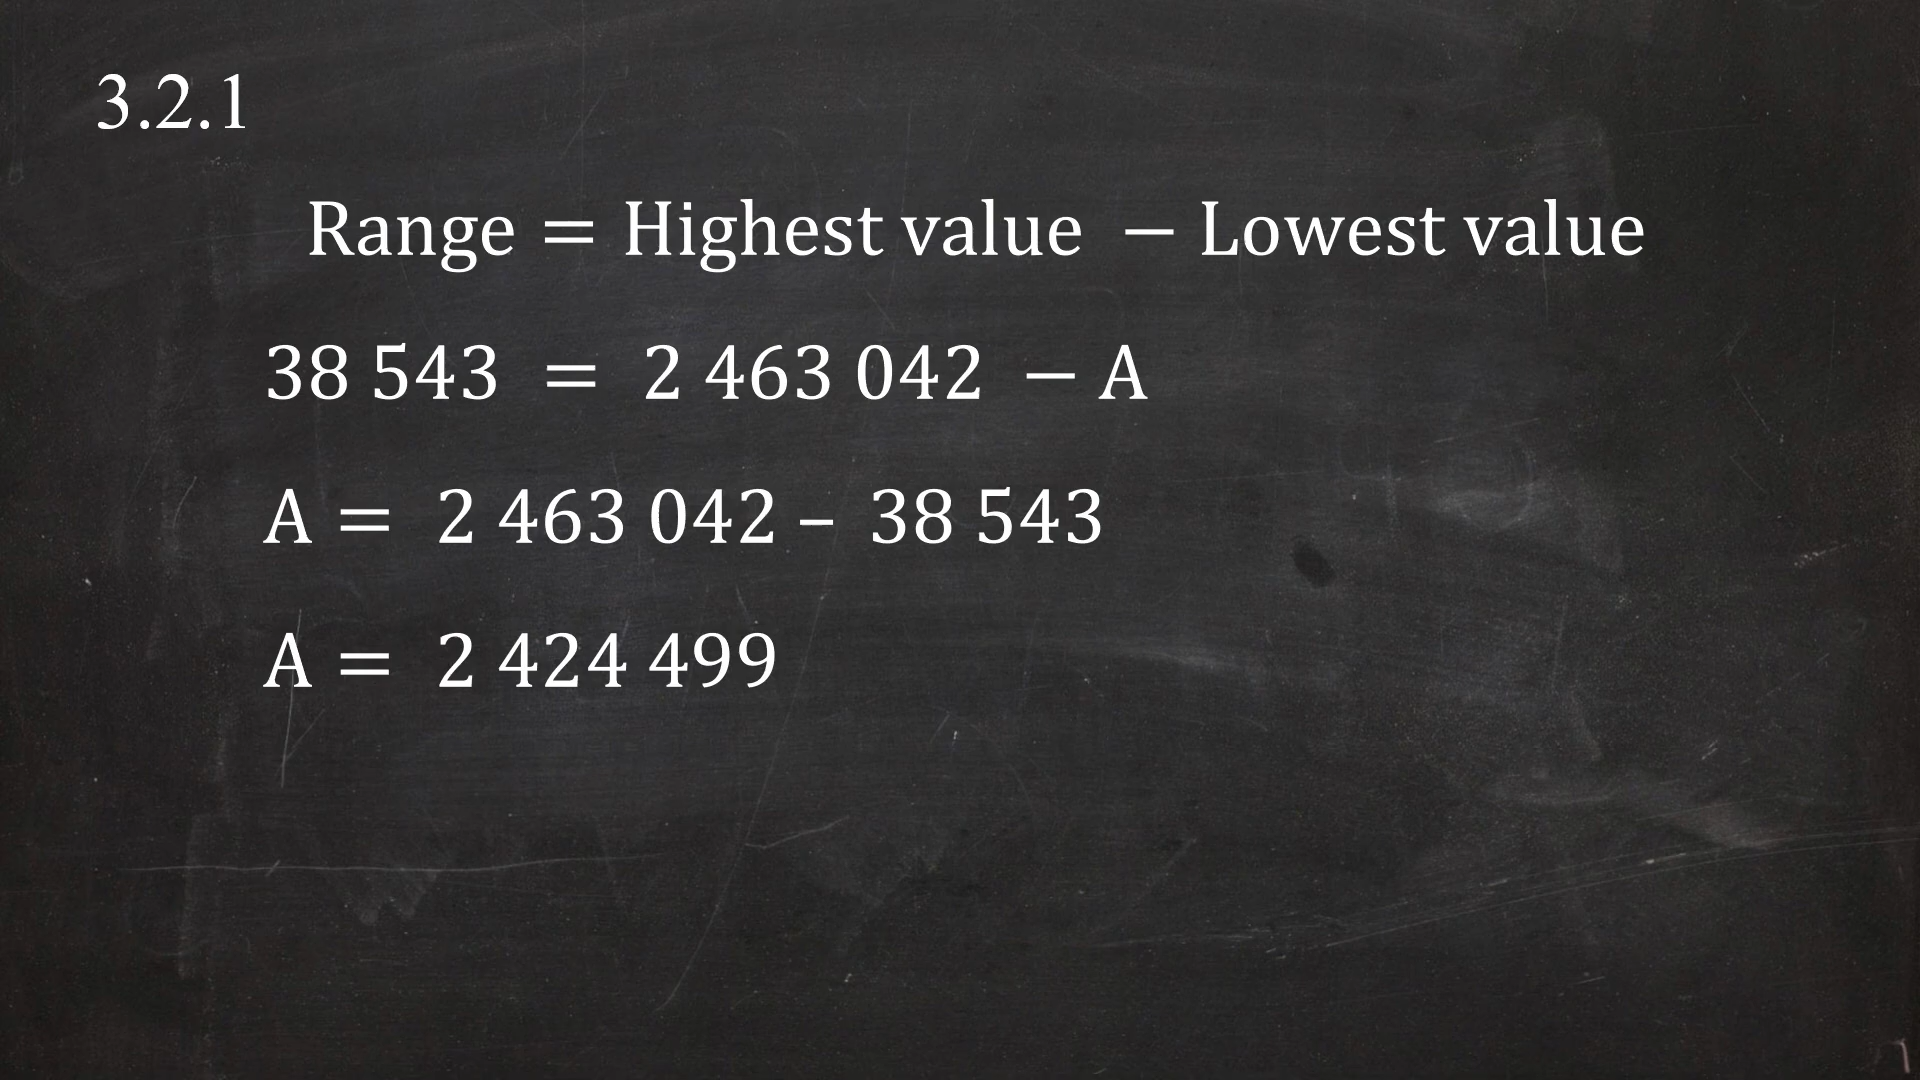 3.2.1
Range = Highest value − Lowest value
38 543 = 2 463 042 − A
A = 2 463 042 – 38 543
A = 2 424 499